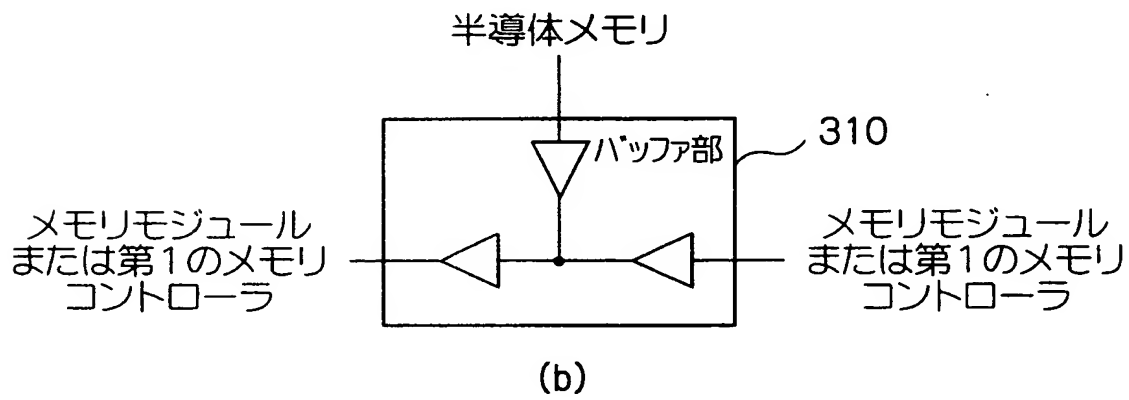 半導体メモリ
バッファ部
310
メモリモジュール
または第1のメモリ
コントローラ
メモリモジュール
または第1のメモリ
コントローラ
(b)